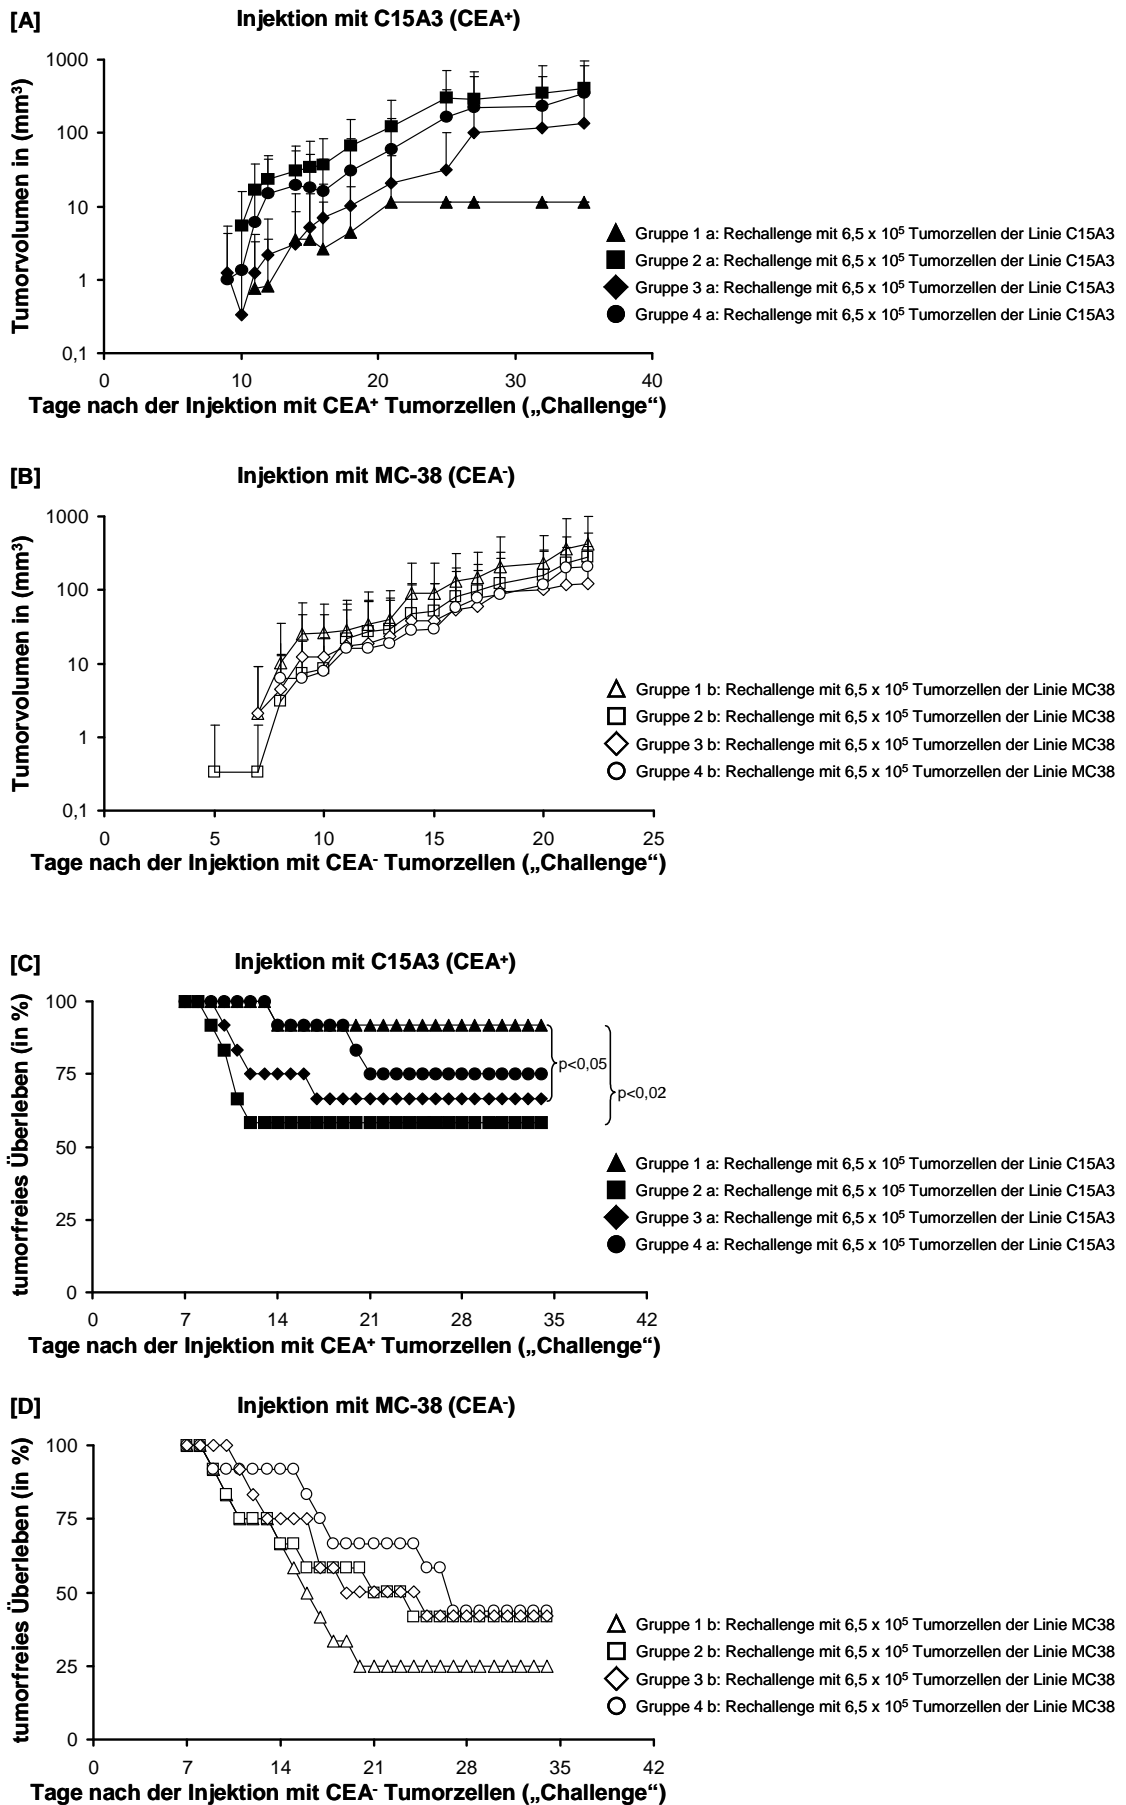 [A] Injektion mit C15A3 (CEA⁺)
Tumorvolumen in (mm³)
1000
100
10
1
0,1
0 10 20 30 40
Tage nach der Injektion mit CEA⁺ Tumorzellen („Challenge“)
Gruppe 1 a: Rechallenge mit 6,5 x 10⁵ Tumorzellen der Linie C15A3
Gruppe 2 a: Rechallenge mit 6,5 x 10⁵ Tumorzellen der Linie C15A3
Gruppe 3 a: Rechallenge mit 6,5 x 10⁵ Tumorzellen der Linie C15A3
Gruppe 4 a: Rechallenge mit 6,5 x 10⁵ Tumorzellen der Linie C15A3
[B] Injektion mit MC-38 (CEA⁻)
Tumorvolumen in (mm³)
1000
100
10
1
0,1
0 5 10 15 20 25
Tage nach der Injektion mit CEA⁻ Tumorzellen („Challenge“)
Gruppe 1 b: Rechallenge mit 6,5 x 10⁵ Tumorzellen der Linie MC38
Gruppe 2 b: Rechallenge mit 6,5 x 10⁵ Tumorzellen der Linie MC38
Gruppe 3 b: Rechallenge mit 6,5 x 10⁵ Tumorzellen der Linie MC38
Gruppe 4 b: Rechallenge mit 6,5 x 10⁵ Tumorzellen der Linie MC38
[C] Injektion mit C15A3 (CEA⁺)
tumorfreies Überleben (in %)
100
75
50
25
0
0 7 14 21 28 35 42
p<0,05
p<0,02
Tage nach der Injektion mit CEA⁺ Tumorzellen („Challenge“)
Gruppe 1 a: Rechallenge mit 6,5 x 10⁵ Tumorzellen der Linie C15A3
Gruppe 2 a: Rechallenge mit 6,5 x 10⁵ Tumorzellen der Linie C15A3
Gruppe 3 a: Rechallenge mit 6,5 x 10⁵ Tumorzellen der Linie C15A3
Gruppe 4 a: Rechallenge mit 6,5 x 10⁵ Tumorzellen der Linie C15A3
[D] Injektion mit MC-38 (CEA⁻)
tumorfreies Überleben (in %)
100
75
50
25
0
0 7 14 21 28 35 42
Tage nach der Injektion mit CEA⁻ Tumorzellen („Challenge“)
Gruppe 1 b: Rechallenge mit 6,5 x 10⁵ Tumorzellen der Linie MC38
Gruppe 2 b: Rechallenge mit 6,5 x 10⁵ Tumorzellen der Linie MC38
Gruppe 3 b: Rechallenge mit 6,5 x 10⁵ Tumorzellen der Linie MC38
Gruppe 4 b: Rechallenge mit 6,5 x 10⁵ Tumorzellen der Linie MC38